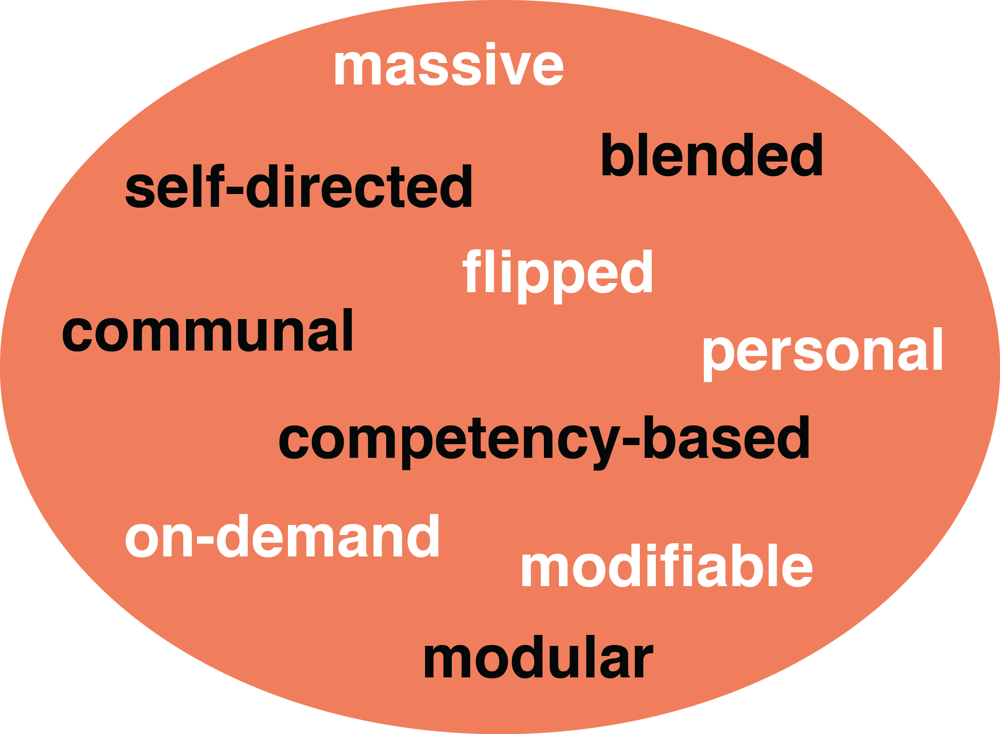 massive
blended
self-directed
flipped
communal
personal
competency-based
on-demand
modifiable
modular